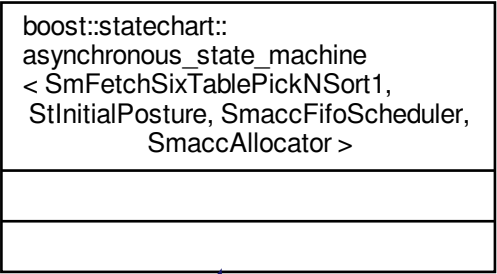 boost::statechart::
asynchronous_state_machine
< SmFetchSixTablePickNSort1,
StInitialPosture, SmaccFifoScheduler,
SmaccAllocator >